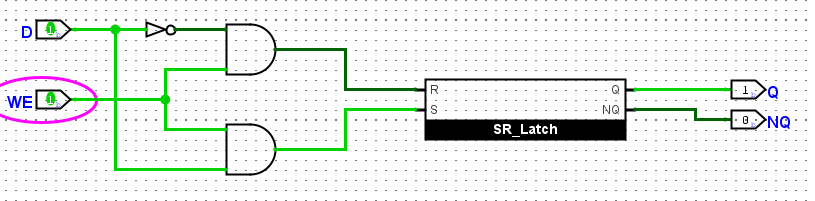 D 1
WE 1
R Q
S NQ
SR_Latch
1 Q
0 NQ